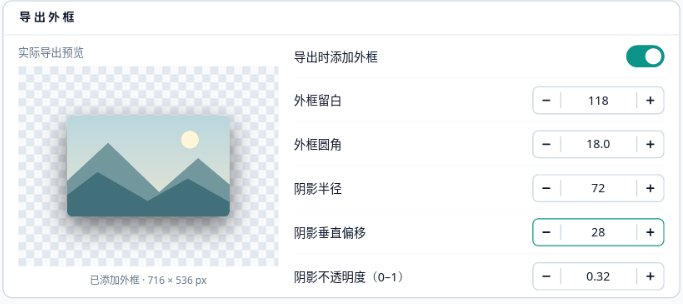 导出外框
实际导出预览
导出时添加外框
外框留白 − 118 +
外框圆角 − 18.0 +
阴影半径 − 72 +
阴影垂直偏移 − 28 +
阴影不透明度（0–1） − 0.32 +
已添加外框 · 716 × 536 px